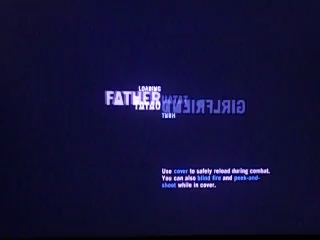 LOADING
FATHER
GIRLFRIEND
Use cover to safely reload during combat.
You can also blind fire and peek-and-
shoot while in cover.